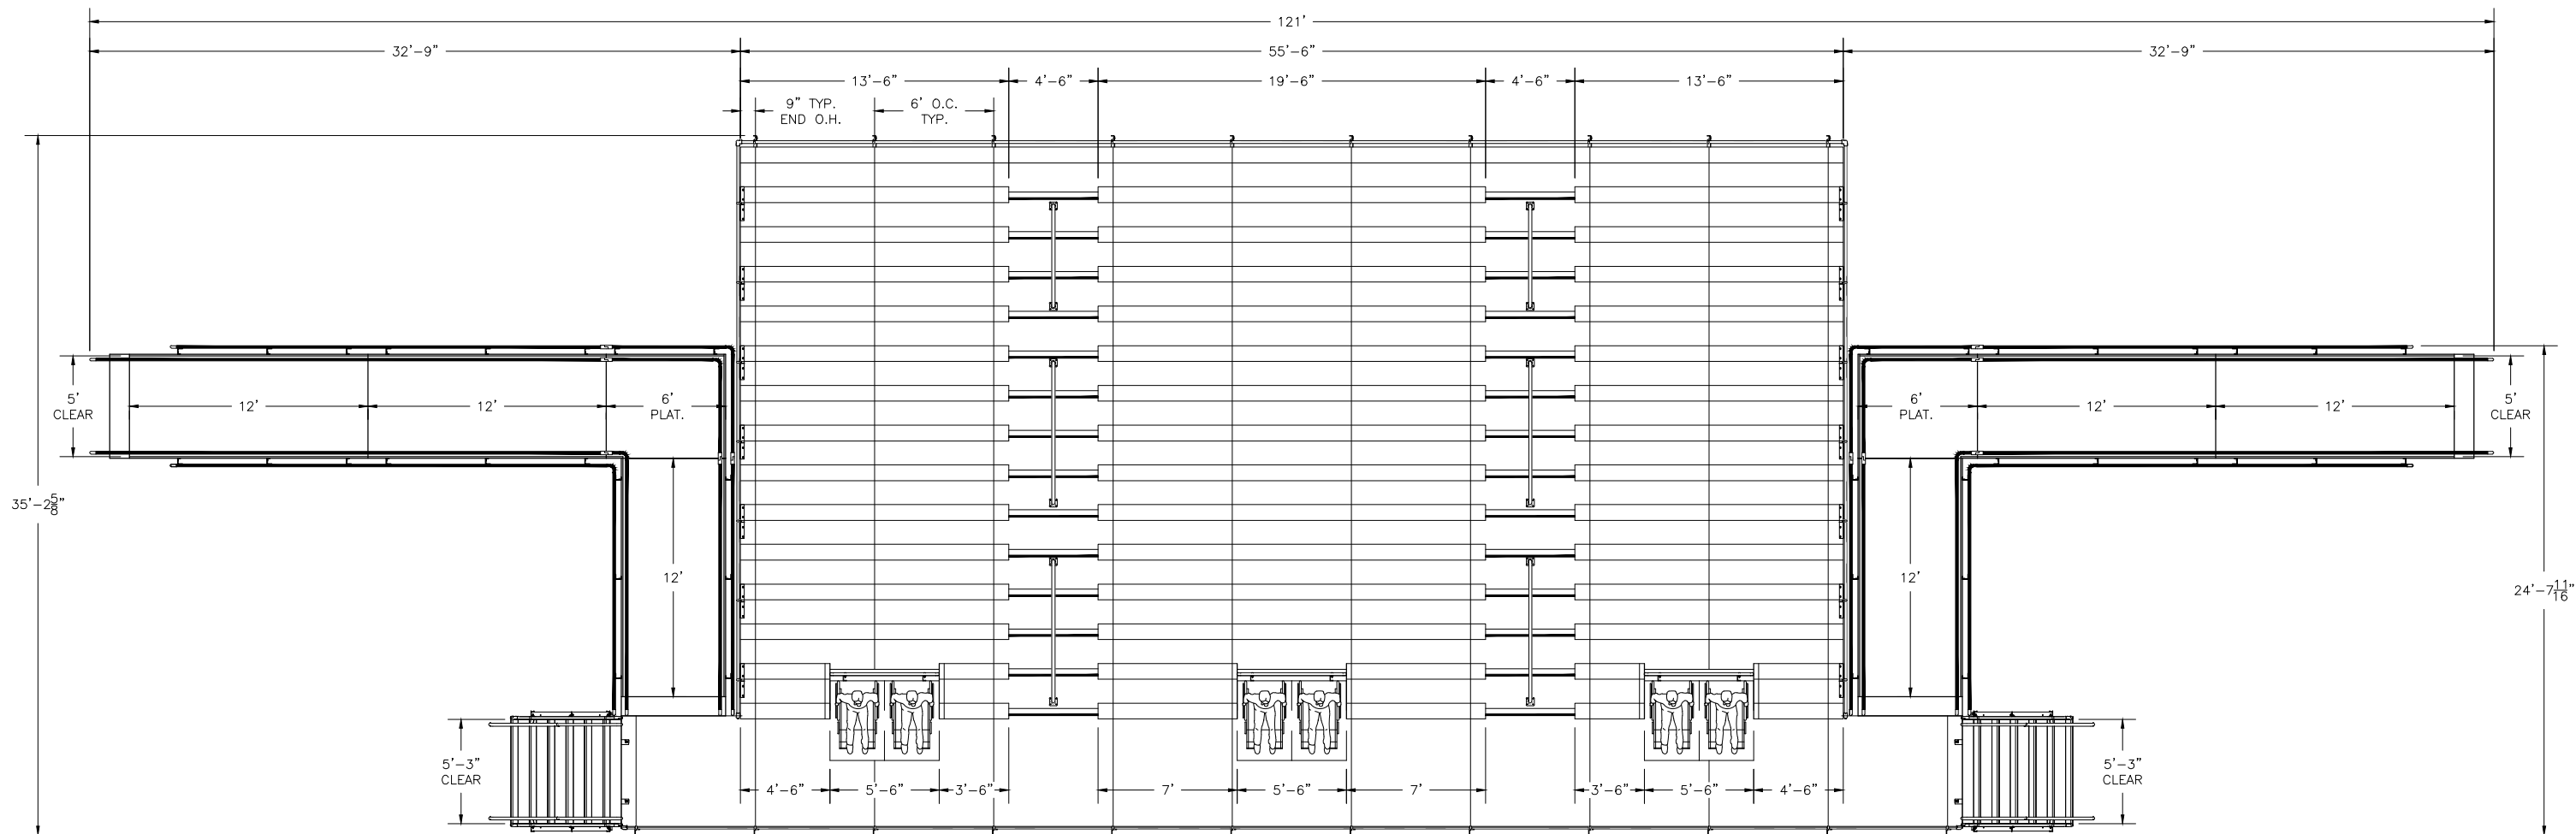 121'
32'-9" 55'-6" 32'-9"
13'-6" 4'-6" 19'-6" 4'-6" 13'-6"
9" TYP. 6' O.C.
END O.H. TYP.
5' 6' 6' 5'
CLEAR 12' 12' PLAT. PLAT. 12' 12' CLEAR
35'-2 5/8"
12' 12'
24'-7 11/16"
5'-3" 5'-3"
CLEAR CLEAR
4'-6" 5'-6" 3'-6" 7' 5'-6" 7' 3'-6" 5'-6" 4'-6"